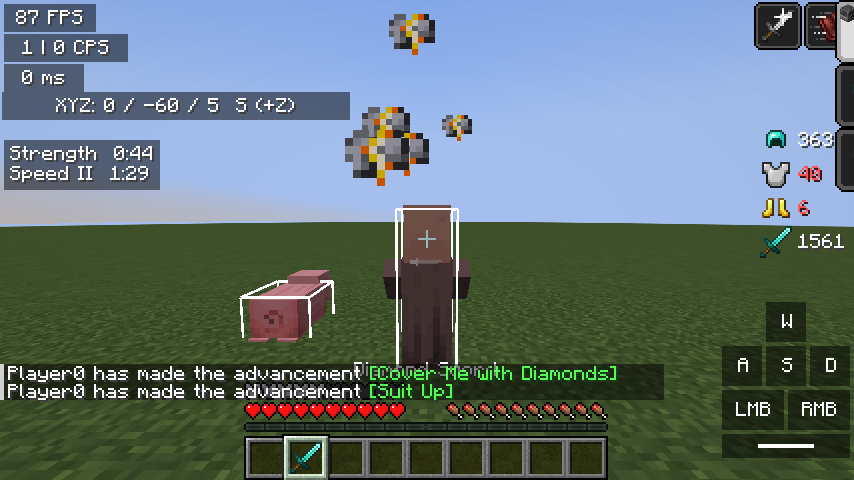 87 FPS
1 | 0 CPS
0 ms
XYZ: 0 / -60 / 5 S (+Z)
Strength 0:44
Speed II 1:29
363
40
6
1561
W
A S D
LMB RMB
Player0 has made the advancement [Cover Me with Diamonds]
Player0 has made the advancement [Suit Up]